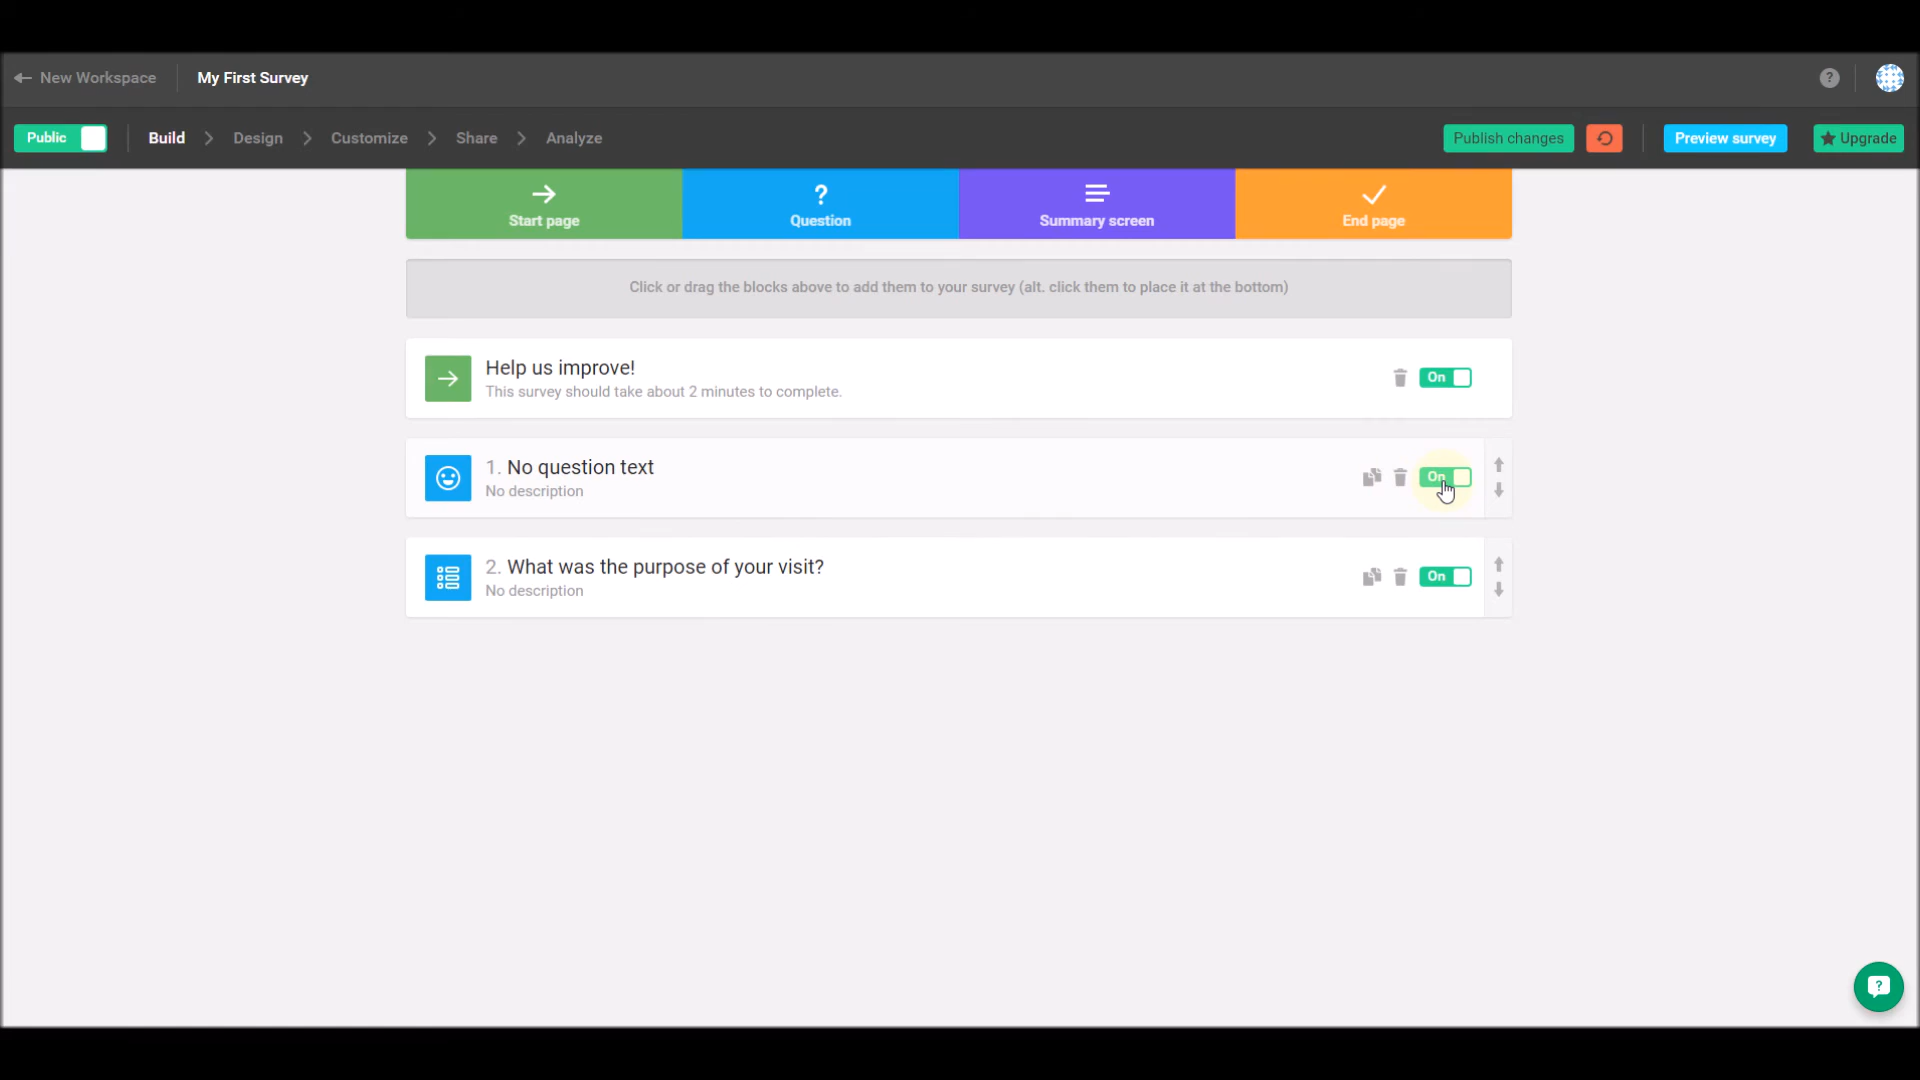 New Workspace
My First Survey
?
Public
Build
Design
Customize
Share
Analyze
Publish changes
Preview survey
Upgrade
Start page
?
Question
Summary screen
End page
Click or drag the blocks above to add them to your survey (alt. click them to place it at the bottom)
Help us improve!
This survey should take about 2 minutes to complete.
On
1. No question text
No description
On
2. What was the purpose of your visit?
No description
On
?